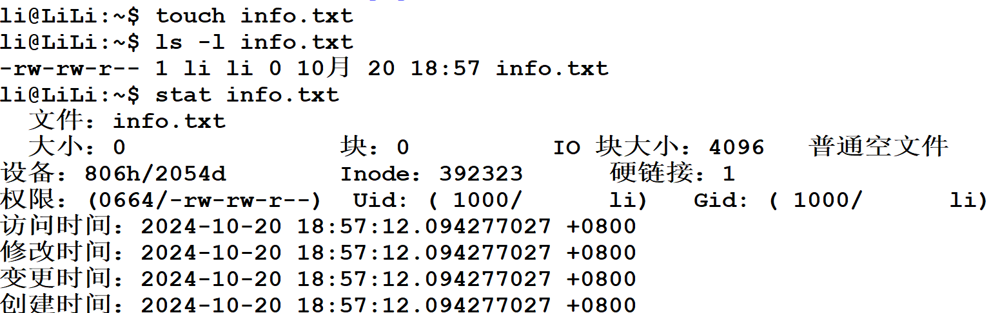 li@LiLi:~$ touch info.txt
li@LiLi:~$ ls -l info.txt
-rw-rw-r-- 1 li li 0 10月 20 18:57 info.txt
li@LiLi:~$ stat info.txt
文件：info.txt
大小：0 块：0 IO 块大小：4096 普通空文件
设备：806h/2054d Inode：392323 硬链接：1
权限：(0664/-rw-rw-r--) Uid: ( 1000/ li) Gid: ( 1000/ li)
访问时间：2024-10-20 18:57:12.094277027 +0800
修改时间：2024-10-20 18:57:12.094277027 +0800
变更时间：2024-10-20 18:57:12.094277027 +0800
创建时间：2024-10-20 18:57:12.094277027 +0800